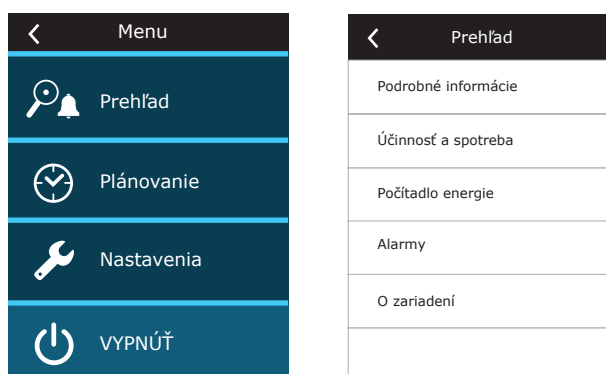 Menu
Prehľad
Plánovanie
Nastavenia
VYPNÚŤ
Prehľad
Podrobné informácie
Účinnosť a spotreba
Počítadlo energie
Alarmy
O zariadení